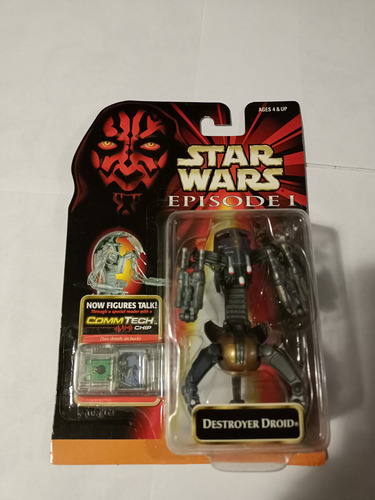 AGES 4 & UP
STAR
WARS
EPISODE I
NOW FIGURES TALK!
Through a special reader with a
COMMTECH
CHIP
(See details on back)
DESTROYER DROID